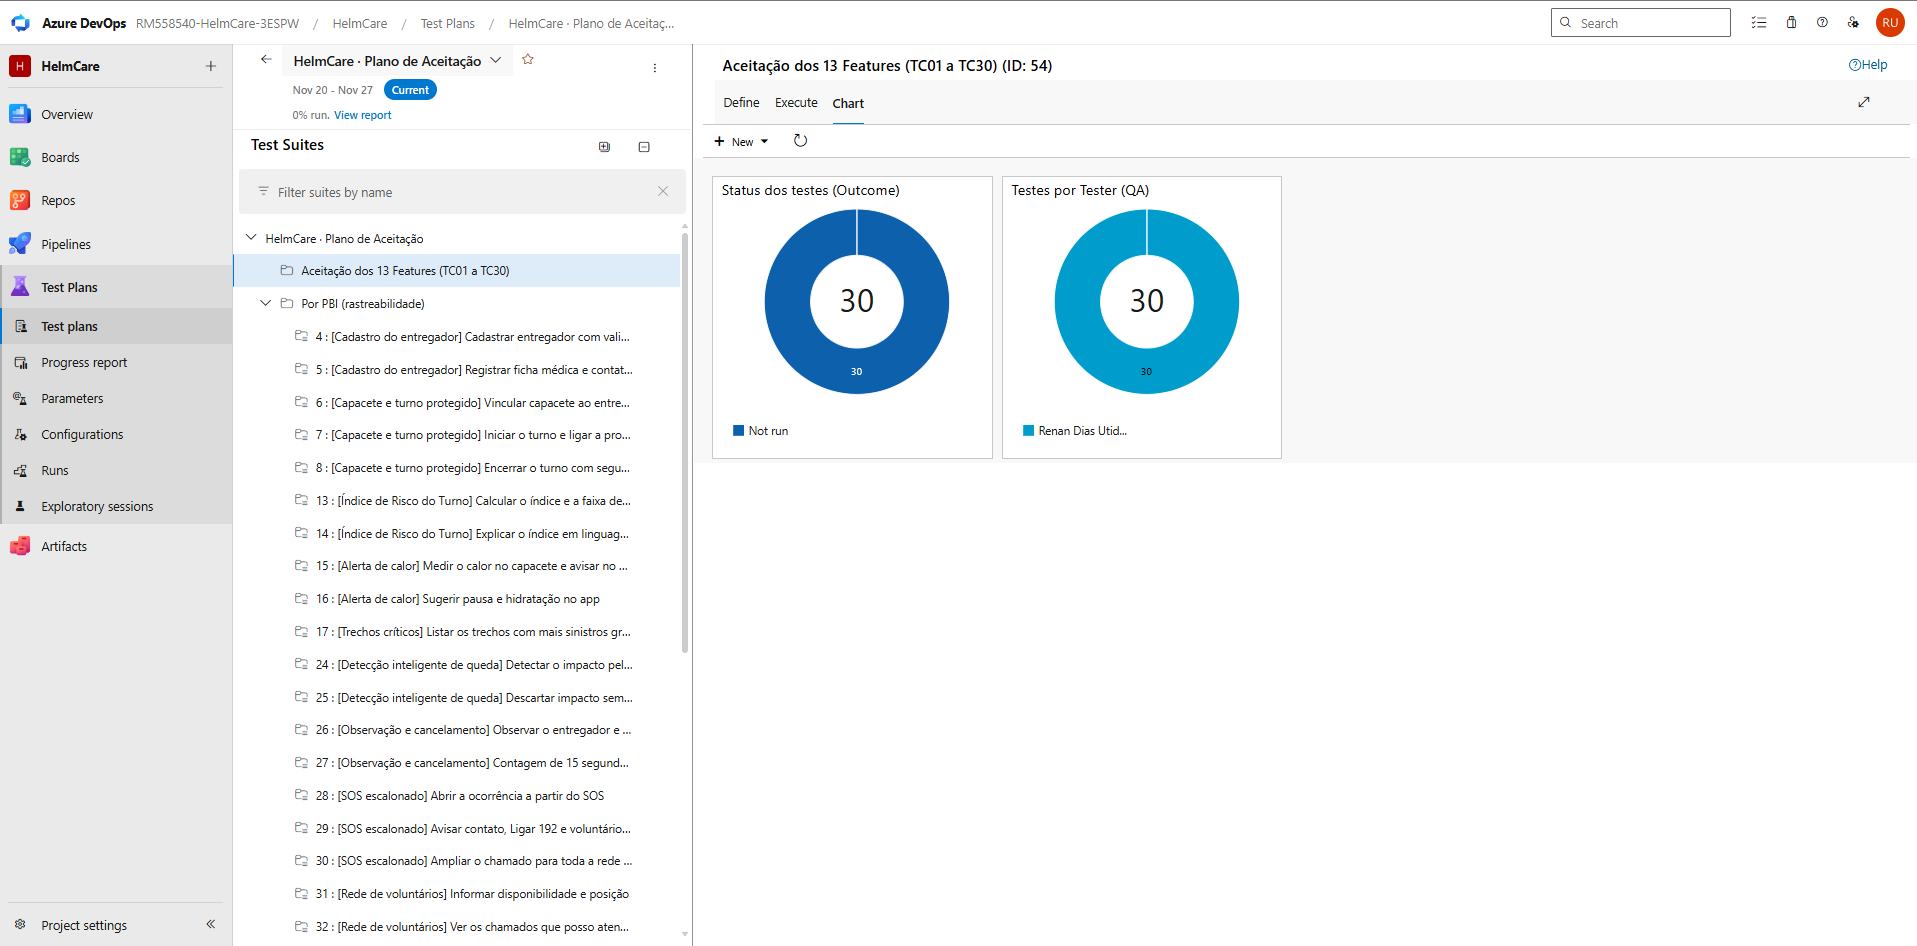 Azure DevOps RM558540-HelmCare-3ESPW / HelmCare / Test Plans / HelmCare · Plano de Aceitaç...
Search
RU
H HelmCare
Overview
Boards
Repos
Pipelines
Test Plans
Test plans
Progress report
Parameters
Configurations
Runs
Exploratory sessions
Artifacts
Project settings
HelmCare · Plano de Aceitação
Nov 20 - Nov 27 Current
0% run. View report
Test Suites
Filter suites by name
HelmCare · Plano de Aceitação
Aceitação dos 13 Features (TC01 a TC30)
Por PBI (rastreabilidade)
4 : [Cadastro do entregador] Cadastrar entregador com vali...
5 : [Cadastro do entregador] Registrar ficha médica e contat...
6 : [Capacete e turno protegido] Vincular capacete ao entre...
7 : [Capacete e turno protegido] Iniciar o turno e ligar a pro...
8 : [Capacete e turno protegido] Encerrar o turno com segu...
13 : [Índice de Risco do Turno] Calcular o índice e a faixa de...
14 : [Índice de Risco do Turno] Explicar o índice em linguag...
15 : [Alerta de calor] Medir o calor no capacete e avisar no ...
16 : [Alerta de calor] Sugerir pausa e hidratação no app
17 : [Trechos críticos] Listar os trechos com mais sinistros gr...
24 : [Detecção inteligente de queda] Detectar o impacto pel...
25 : [Detecção inteligente de queda] Descartar impacto sem...
26 : [Observação e cancelamento] Observar o entregador e ...
27 : [Observação e cancelamento] Contagem de 15 segund...
28 : [SOS escalonado] Abrir a ocorrência a partir do SOS
29 : [SOS escalonado] Avisar contato, Ligar 192 e voluntário...
30 : [SOS escalonado] Ampliar o chamado para toda a rede ...
31 : [Rede de voluntários] Informar disponibilidade e posição
32 : [Rede de voluntários] Ver os chamados que posso aten...
Aceitação dos 13 Features (TC01 a TC30) (ID: 54)
Help
Define Execute Chart
New
Status dos testes (Outcome)
30
30
Not run
Testes por Tester (QA)
30
30
Renan Dias Utid...